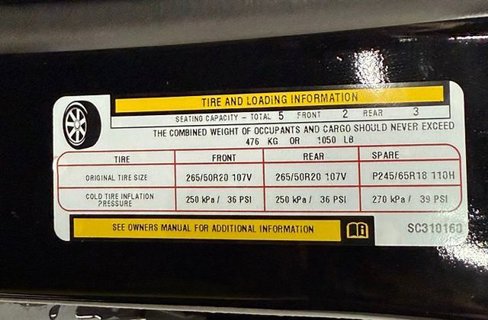 TIRE AND LOADING INFORMATION
SEATING CAPACITY - TOTAL 5 FRONT 2 REAR 3
THE COMBINED WEIGHT OF OCCUPANTS AND CARGO SHOULD NEVER EXCEED
476 KG OR 1050 LB
TIRE FRONT REAR SPARE
ORIGINAL TIRE SIZE 265/50R20 107V 265/50R20 107V P245/65R18 110H
COLD TIRE INFLATION PRESSURE 250 kPa / 36 PSI 250 kPa / 36 PSI 270 kPa / 39 PSI
SEE OWNERS MANUAL FOR ADDITIONAL INFORMATION SC310160